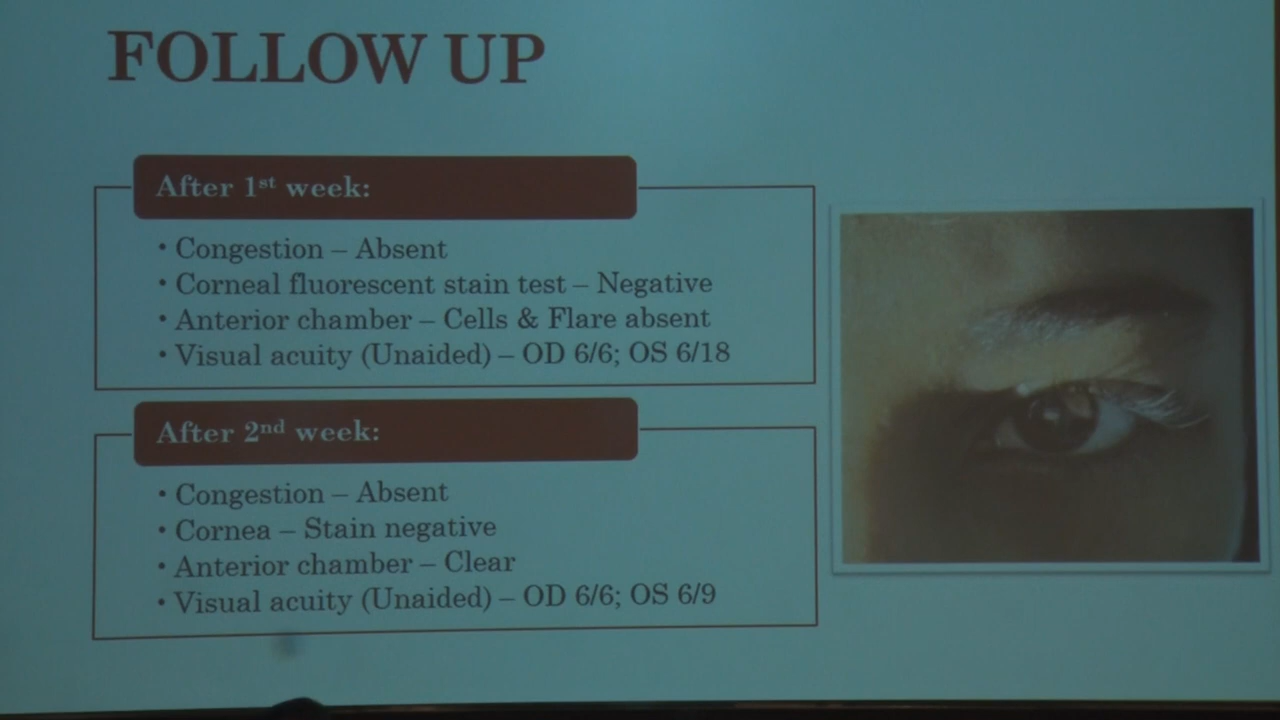 FOLLOW UP
After 1st week:
• Congestion – Absent
• Corneal fluorescent stain test – Negative
• Anterior chamber – Cells & Flare absent
• Visual acuity (Unaided) – OD 6/6; OS 6/18
After 2nd week:
• Congestion – Absent
• Cornea – Stain negative
• Anterior chamber – Clear
• Visual acuity (Unaided) – OD 6/6; OS 6/9